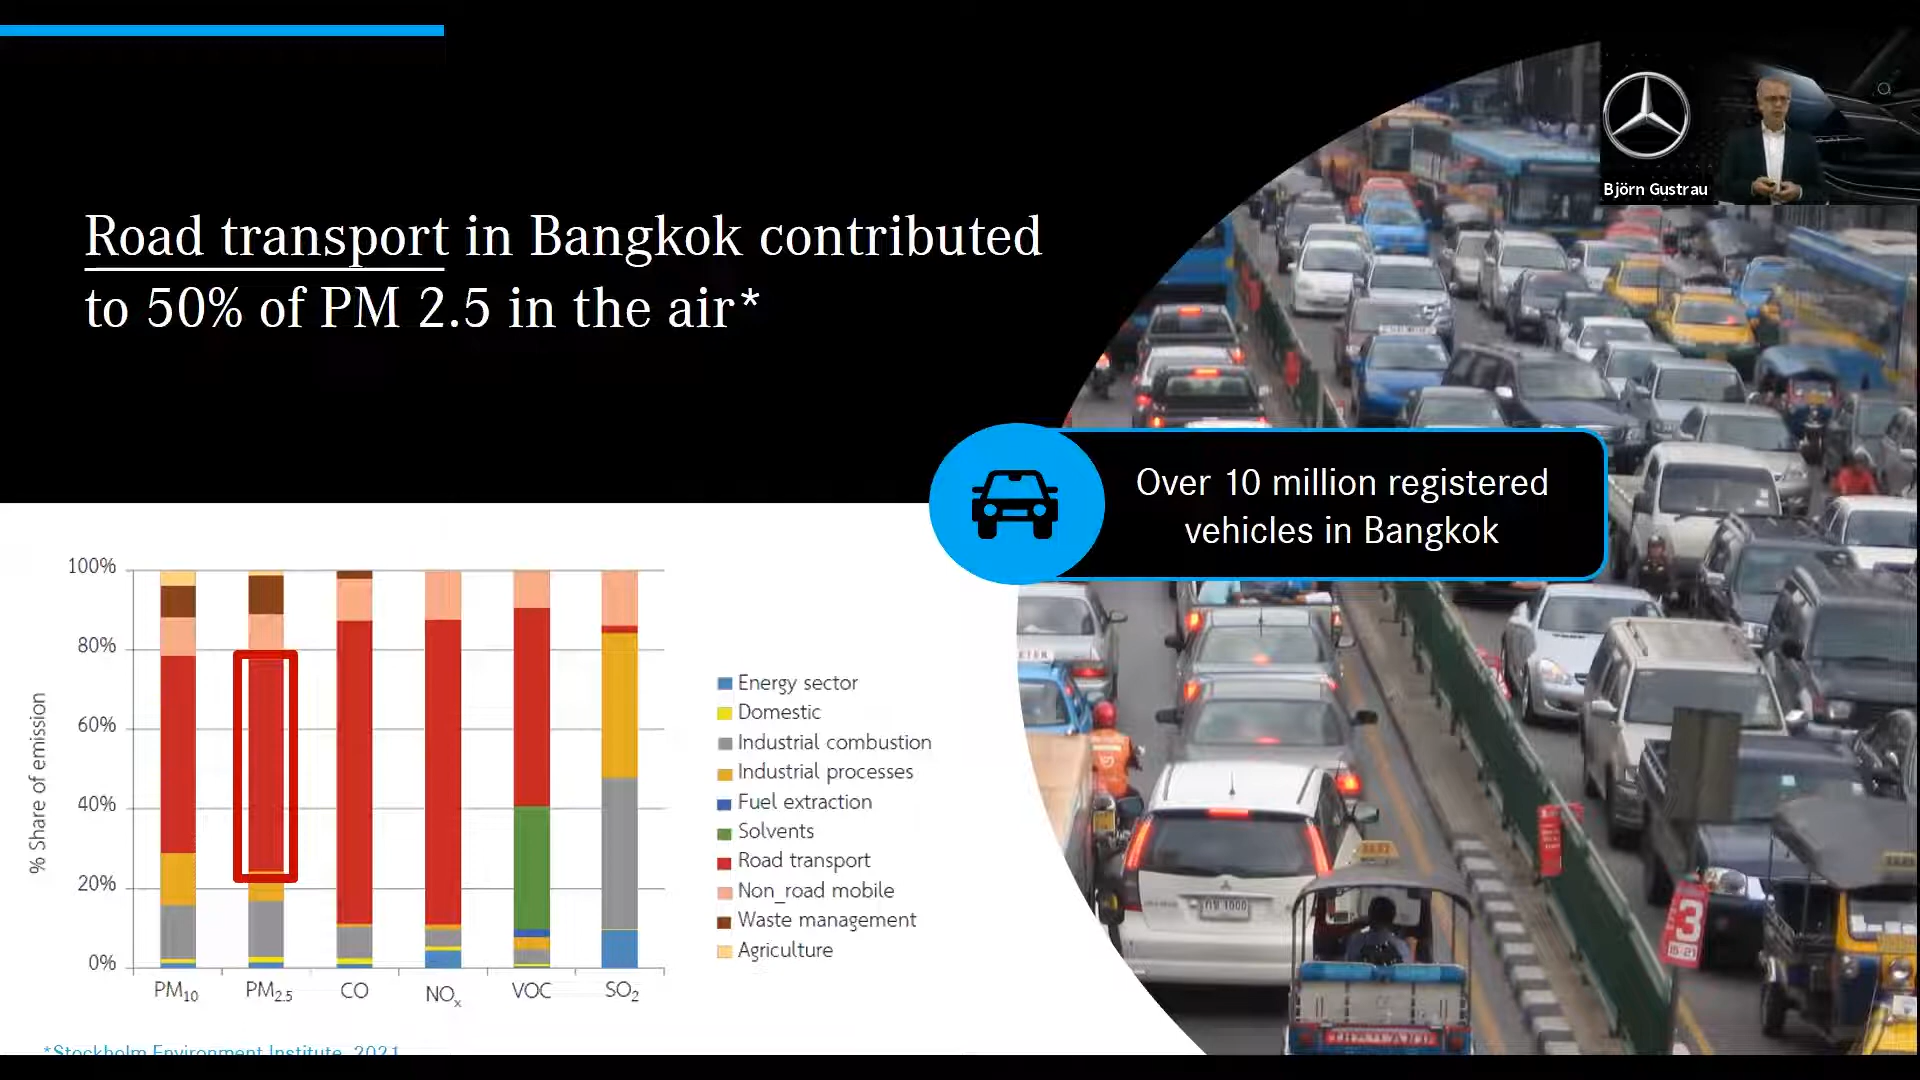 Björn Gustrau
Road transport in Bangkok contributed
to 50% of PM 2.5 in the air*
Over 10 million registered
vehicles in Bangkok
100%
80%
60%
40%
20%
0%
% Share of emission
PM10
PM2.5
CO
NOx
VOC
SO2
Energy sector
Domestic
Industrial combustion
Industrial processes
Fuel extraction
Solvents
Road transport
Non_road mobile
Waste management
Agriculture
*Stockholm Environment Institute, 2021
3